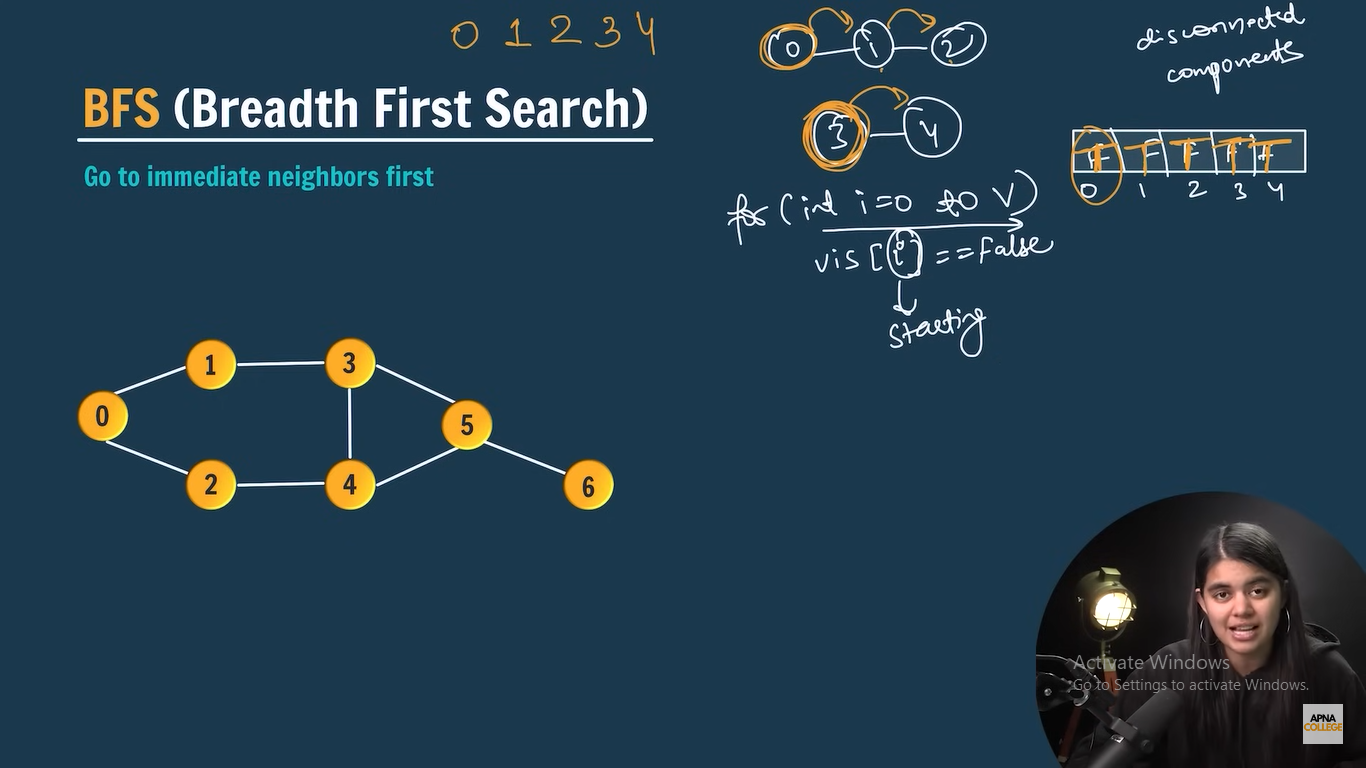 0 1 2 3 4
BFS (Breadth First Search)
Go to immediate neighbors first
0 1 2
3 4
disconnected
components
F F F F F
T T T T T
0 1 2 3 4
for (int i=0 to V)
vis [i] == False
starting
1 3
0 5
2 4 6
Activate Windows
Go to Settings to activate Windows.
APNA
COLLEGE